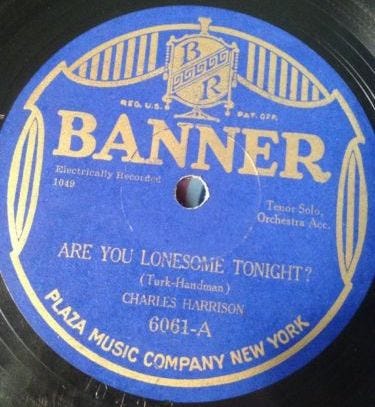 B
R
REG. U.S. PAT. OFF.
BANNER
Electrically Recorded
1049
Tenor Solo,
Orchestra Acc.
ARE YOU LONESOME TONIGHT?
(Turk-Handman)
CHARLES HARRISON
6061-A
PLAZA MUSIC COMPANY NEW YORK